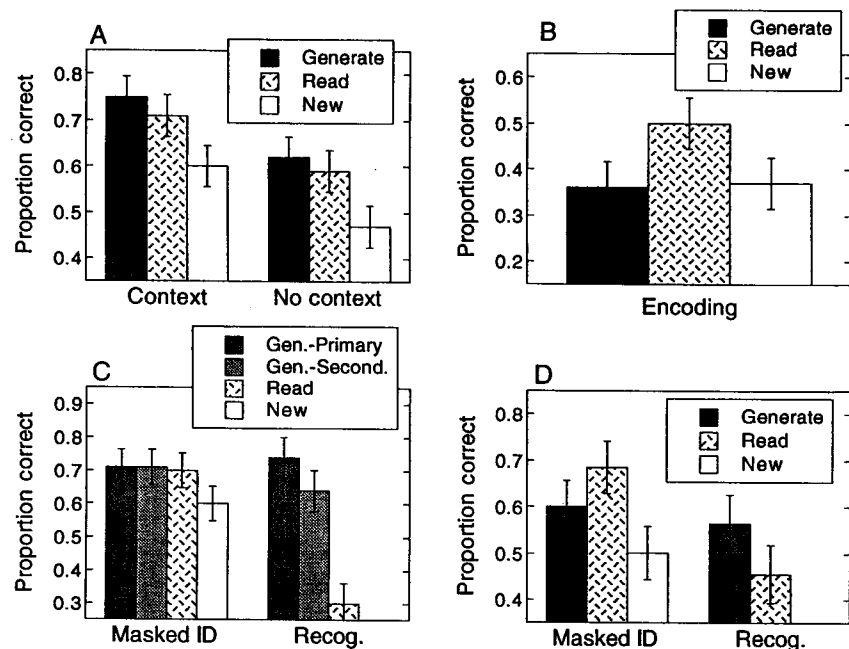 A
Generate
Read
New
Proportion correct
0.8
0.7
0.6
0.5
0.4
Context
No context
B
Generate
Read
New
Proportion correct
0.6
0.5
0.4
0.3
0.2
Encoding
C
Gen.-Primary
Gen.-Second.
Read
New
Proportion correct
0.9
0.8
0.7
0.6
0.5
0.4
0.3
Masked ID
Recog.
D
Generate
Read
New
Proportion correct
0.8
0.7
0.6
0.5
0.4
Masked ID
Recog.